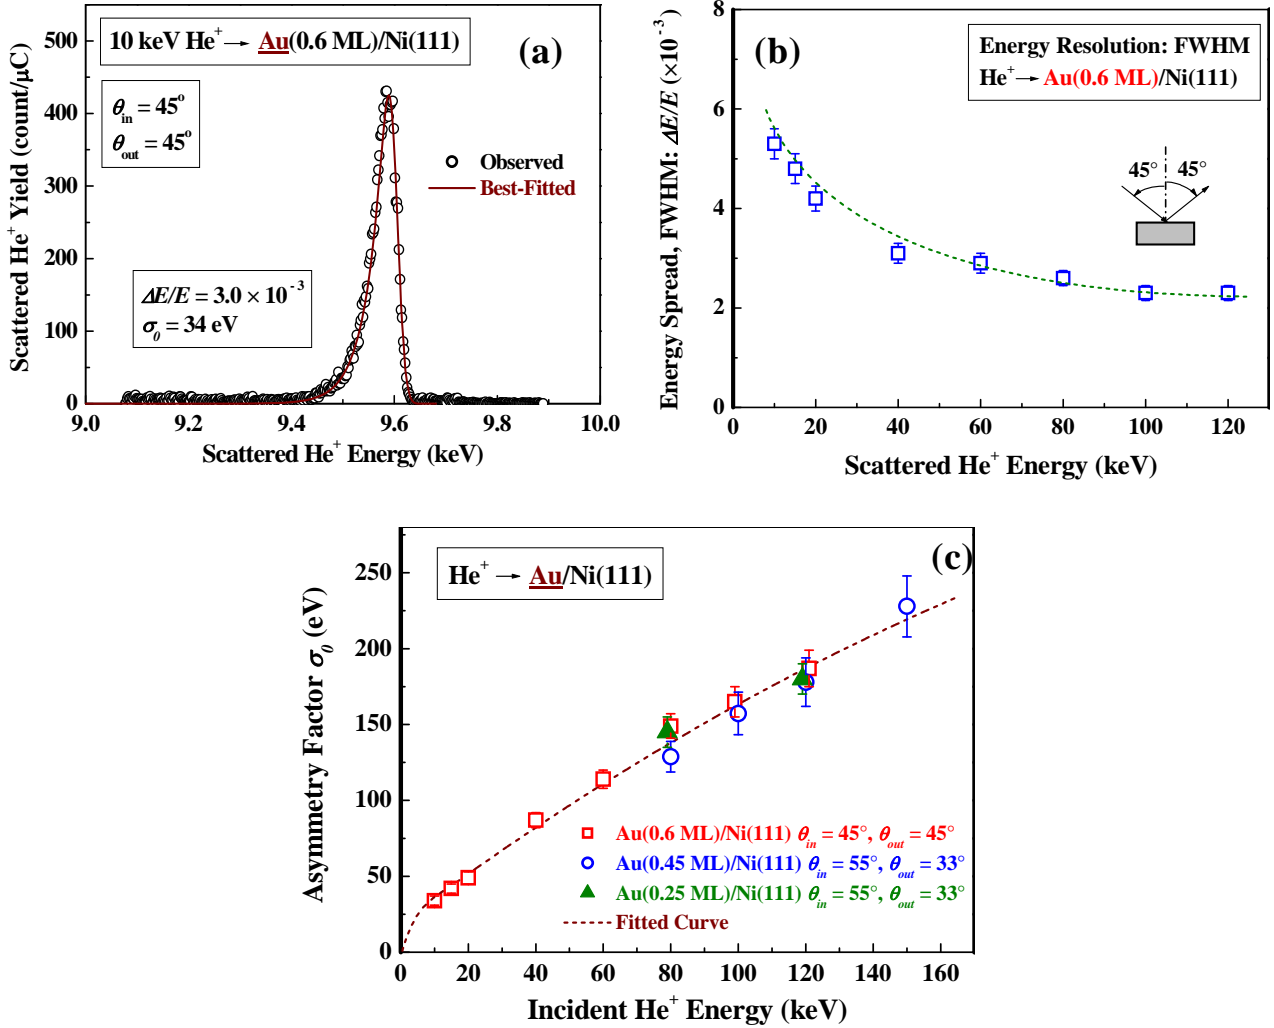 10 keV He⁺ → Au(0.6 ML)/Ni(111)
(a)
θin = 45°
θout = 45°
Observed
Best-Fitted
ΔE/E = 3.0 × 10⁻³
σ0 = 34 eV
Scattered He⁺ Yield (count/μC)
500
400
300
200
100
0
9.0 9.2 9.4 9.6 9.8 10.0
Scattered He⁺ Energy (keV)
(b)
Energy Resolution: FWHM
He⁺ → Au(0.6 ML)/Ni(111)
45° 45°
Energy Spread, FWHM: ΔE/E (×10⁻³)
8
6
4
2
0 20 40 60 80 100 120
Scattered He⁺ Energy (keV)
(c)
He⁺ → Au/Ni(111)
Asymmetry Factor σ0 (eV)
250
200
150
100
50
0
Au(0.6 ML)/Ni(111) θin = 45°, θout = 45°
Au(0.45 ML)/Ni(111) θin = 55°, θout = 33°
Au(0.25 ML)/Ni(111) θin = 55°, θout = 33°
Fitted Curve
0 20 40 60 80 100 120 140 160
Incident He⁺ Energy (keV)